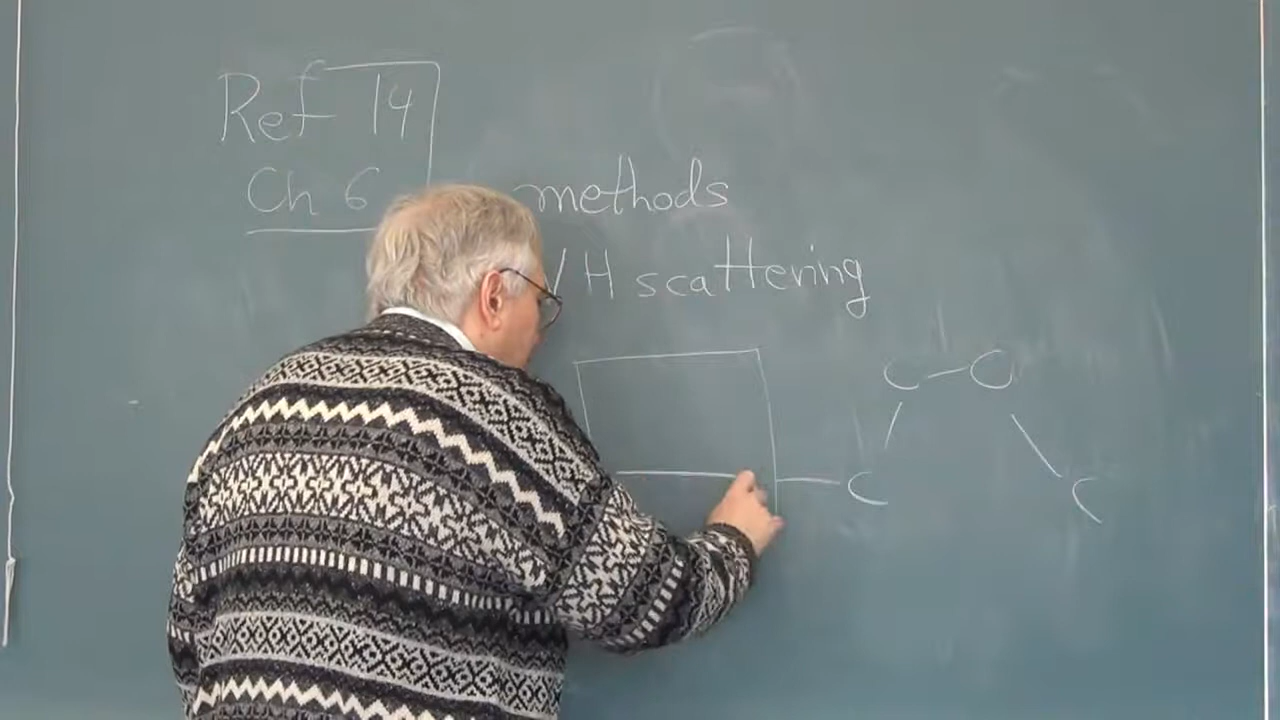 Ref 14
Ch 6
methods
H scattering
C—C
C
C